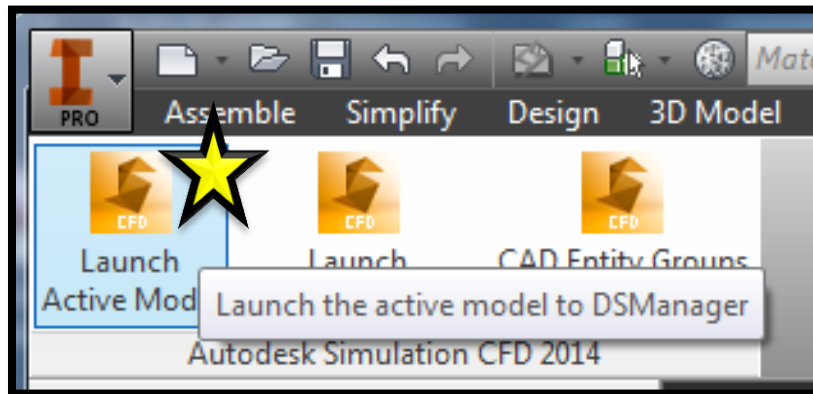 PRO
Mate
Assemble Simplify Design 3D Model
CFD CFD CFD
Launch Launch CAD Entity Groups
Active Mod
Launch the active model to DSManager
Autodesk Simulation CFD 2014